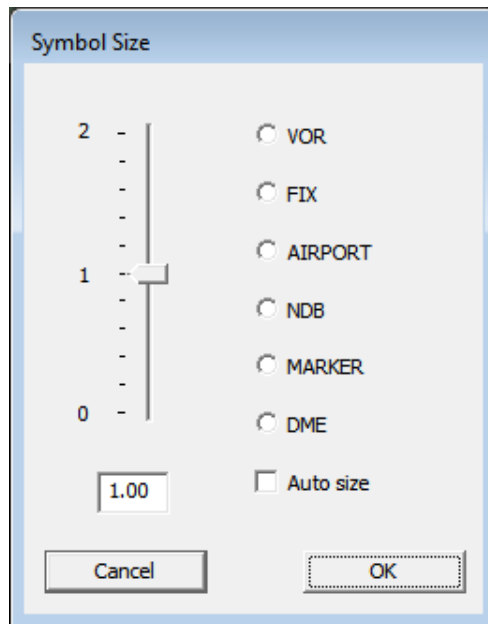 Symbol Size
2
VOR
FIX
AIRPORT
1
NDB
MARKER
0
DME
1.00
Auto size
Cancel
OK